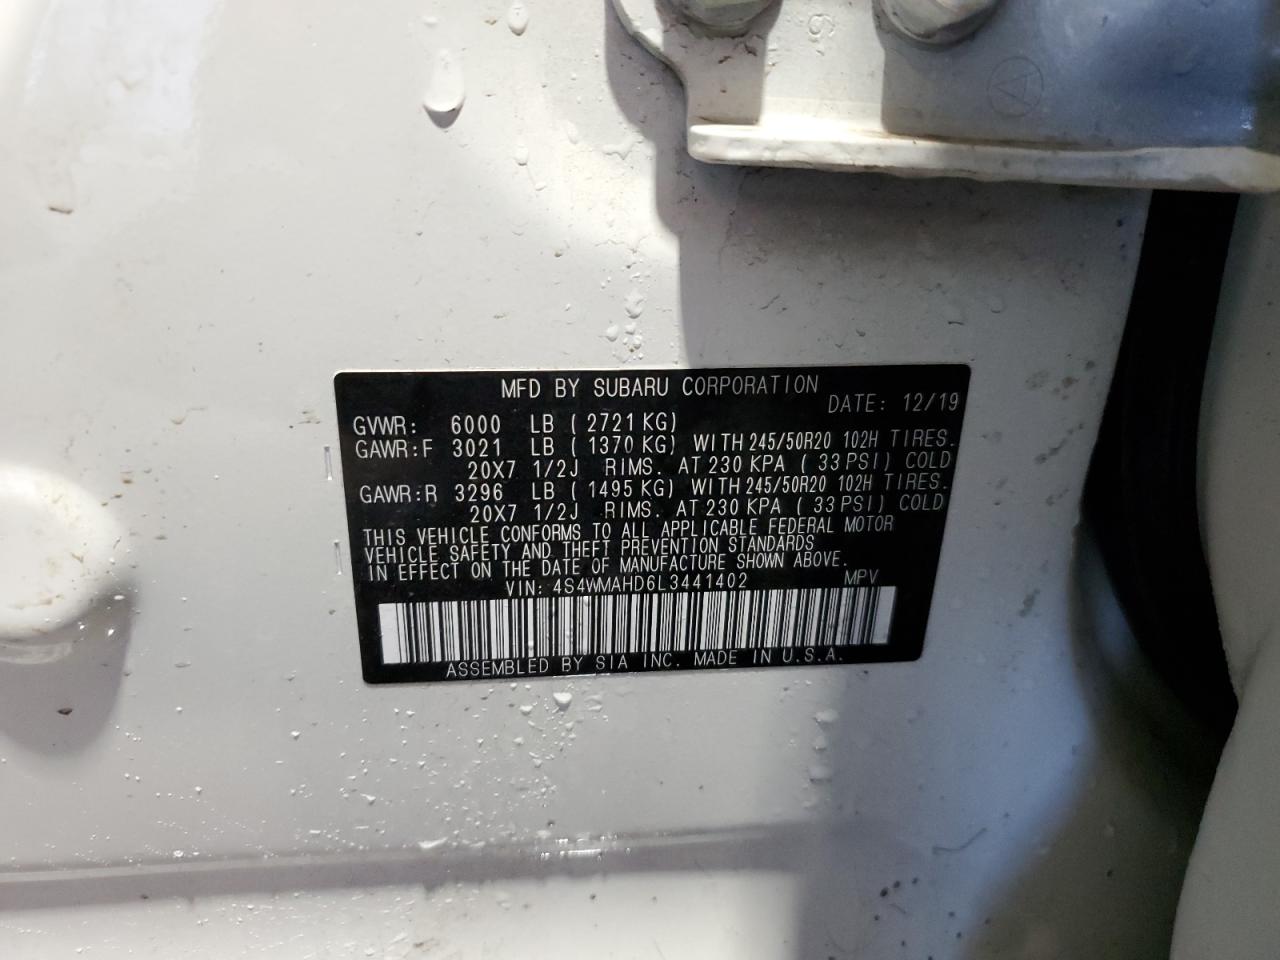 MFD BY SUBARU CORPORATION
DATE: 12/19
GVWR: 6000 LB ( 2721 KG)
GAWR:F 3021 LB ( 1370 KG) WITH 245/50R20 102H TIRES.
20X7 1/2J RIMS. AT 230 KPA ( 33 PSI) COLD
GAWR:R 3296 LB ( 1495 KG) WITH 245/50R20 102H TIRES.
20X7 1/2J RIMS. AT 230 KPA ( 33 PSI) COLD
THIS VEHICLE CONFORMS TO ALL APPLICABLE FEDERAL MOTOR
VEHICLE SAFETY AND THEFT PREVENTION STANDARDS
IN EFFECT ON THE DATE OF MANUFACTURE SHOWN ABOVE.
VIN: 4S4WMAHD6L3441402 MPV
ASSEMBLED BY SIA INC. MADE IN U.S.A.